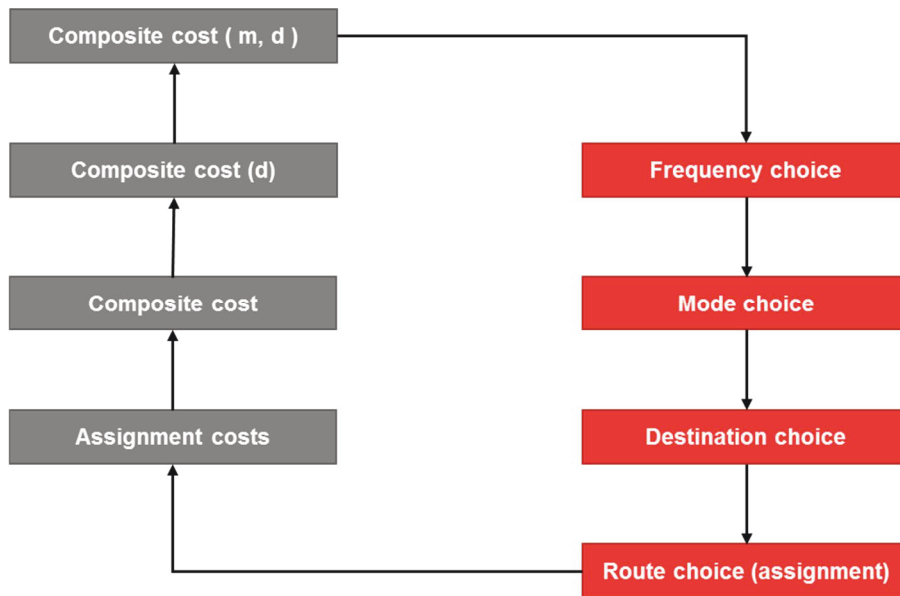 Composite cost ( m, d )
Composite cost (d)
Composite cost
Assignment costs
Frequency choice
Mode choice
Destination choice
Route choice (assignment)